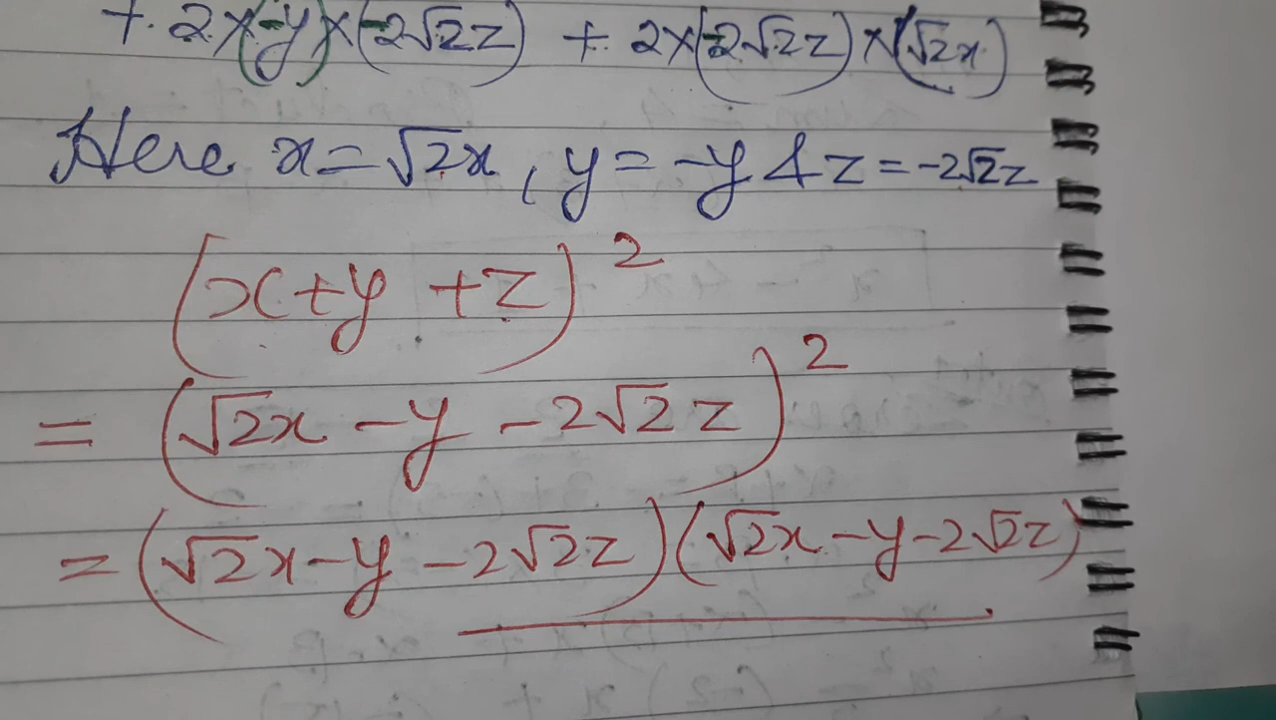 + 2×(-y)×(-2√2z) + 2×(-2√2z)×(√2x)
Here x=√2x, y=-y & z=-2√2z
(x+y+z)²
= (√2x-y-2√2z)²
= (√2x-y-2√2z)(√2x-y-2√2z)